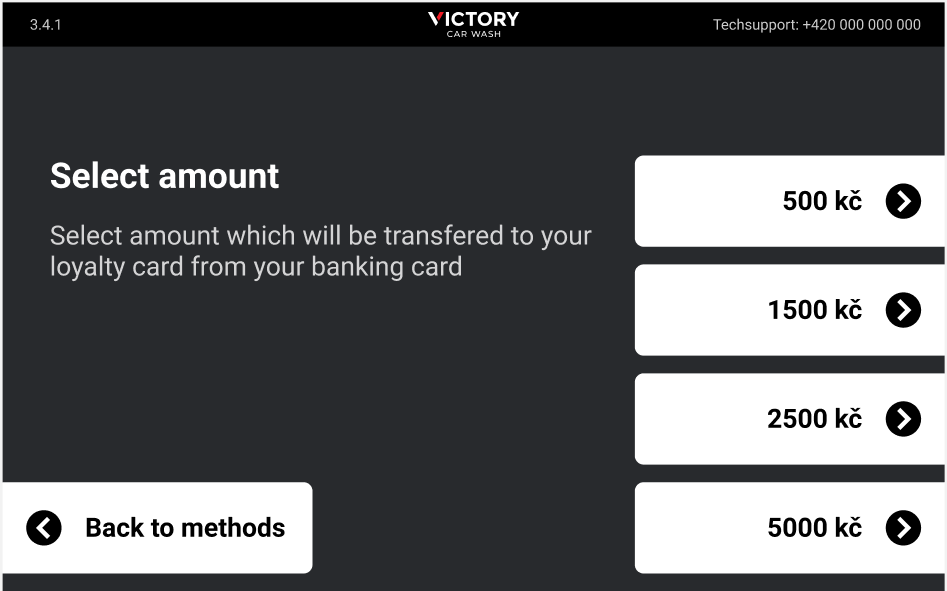 3.4.1
VICTORY
CAR WASH
Techsupport: +420 000 000 000
Select amount
Select amount which will be transfered to your
loyalty card from your banking card
500 kč
1500 kč
2500 kč
5000 kč
Back to methods